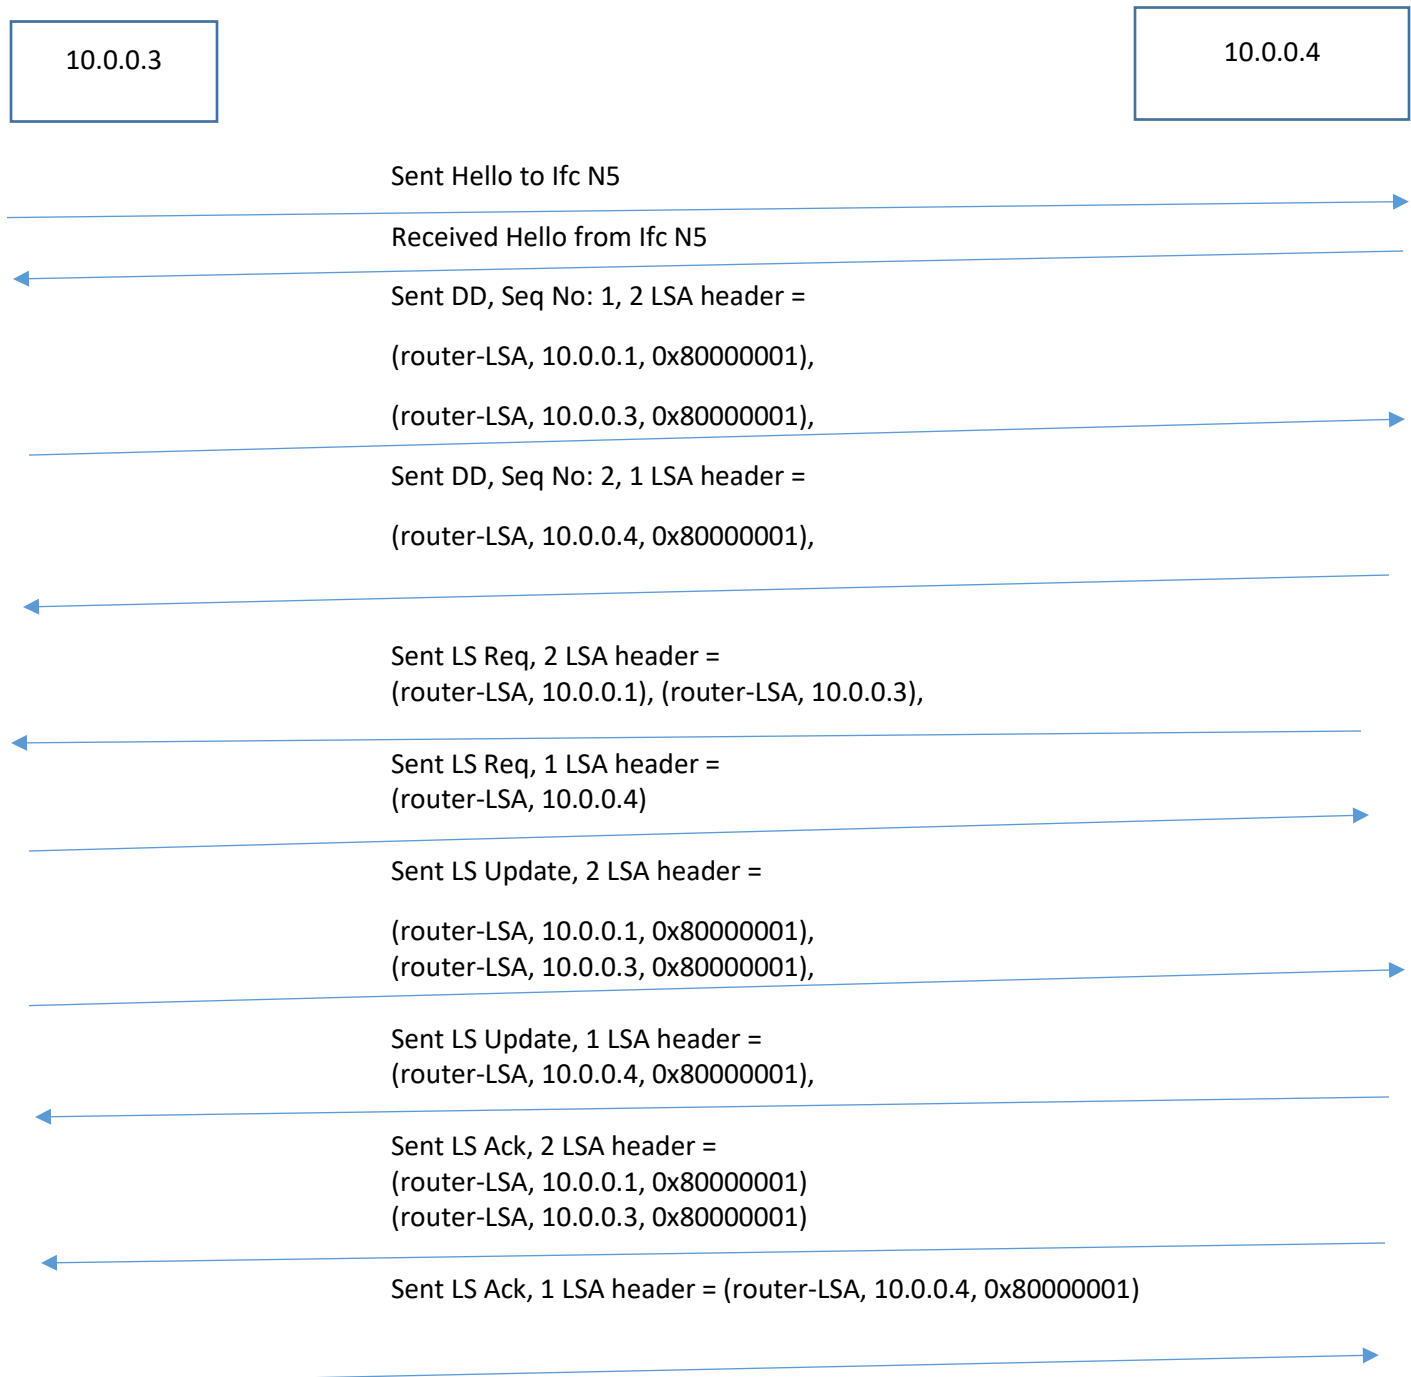 10.0.0.3
10.0.0.4
Sent Hello to Ifc N5
Received Hello from Ifc N5
Sent DD, Seq No: 1, 2 LSA header =
(router-LSA, 10.0.0.1, 0x80000001),
(router-LSA, 10.0.0.3, 0x80000001),
Sent DD, Seq No: 2, 1 LSA header =
(router-LSA, 10.0.0.4, 0x80000001),
Sent LS Req, 2 LSA header =
(router-LSA, 10.0.0.1), (router-LSA, 10.0.0.3),
Sent LS Req, 1 LSA header =
(router-LSA, 10.0.0.4)
Sent LS Update, 2 LSA header =
(router-LSA, 10.0.0.1, 0x80000001),
(router-LSA, 10.0.0.3, 0x80000001),
Sent LS Update, 1 LSA header =
(router-LSA, 10.0.0.4, 0x80000001),
Sent LS Ack, 2 LSA header =
(router-LSA, 10.0.0.1, 0x80000001)
(router-LSA, 10.0.0.3, 0x80000001)
Sent LS Ack, 1 LSA header = (router-LSA, 10.0.0.4, 0x80000001)